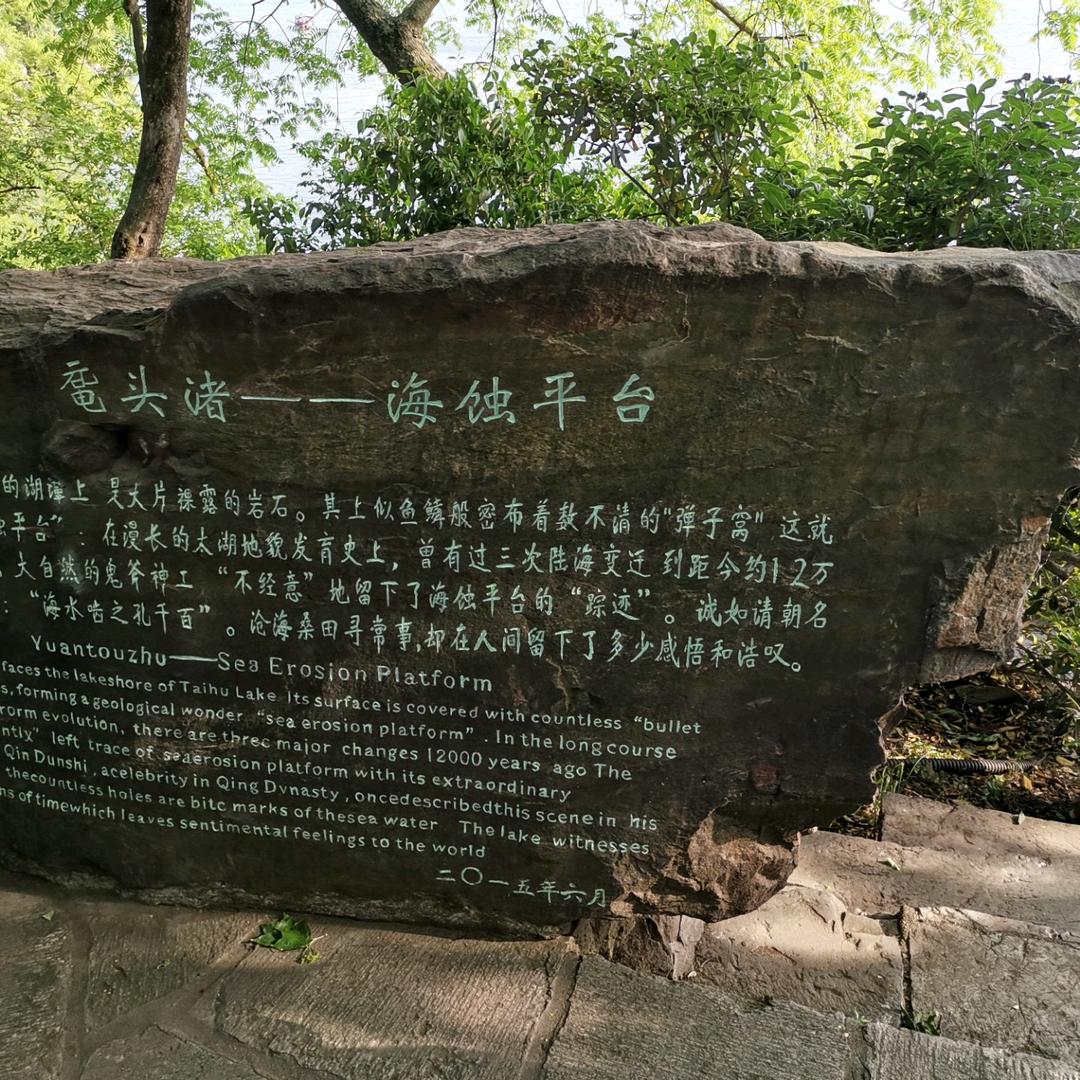 鼋头渚——海蚀平台
的湖嶂上 是大片裸露的岩石。其上似鱼鳞般密布着数不清的“弹子窝” 这就
蚀平台”:在漫长的太湖地貌发育史上,曾有过三次陆海变迁 到距今约1.2万
大自然的鬼斧神工 “不经意”地留下了海蚀平台的“踪迹”。诚如清朝名
:“海水啮之孔千百”。沧海桑田寻常事,却在人间留下了多少感悟和浩叹。
Yuantouzhu——Sea Erosion Platform
faces the lakeshore of Taihu Lake Its surface is covered with countless “bullet
s, forming a geological wonder “sea erosion platform”. In the long course
rorm evolution, there are three major changes 12000 years ago The
ntly” left trace of seaerosion platform with its extraordinary
Qin Dunshi, acelebrity in Qing Dvnasty, oncedescribedthis scene in his
thecountless holes are bitc marks of thesea water The lake witnesses
ns of timewhich leaves sentimental feelings to the world
二〇一五年六月